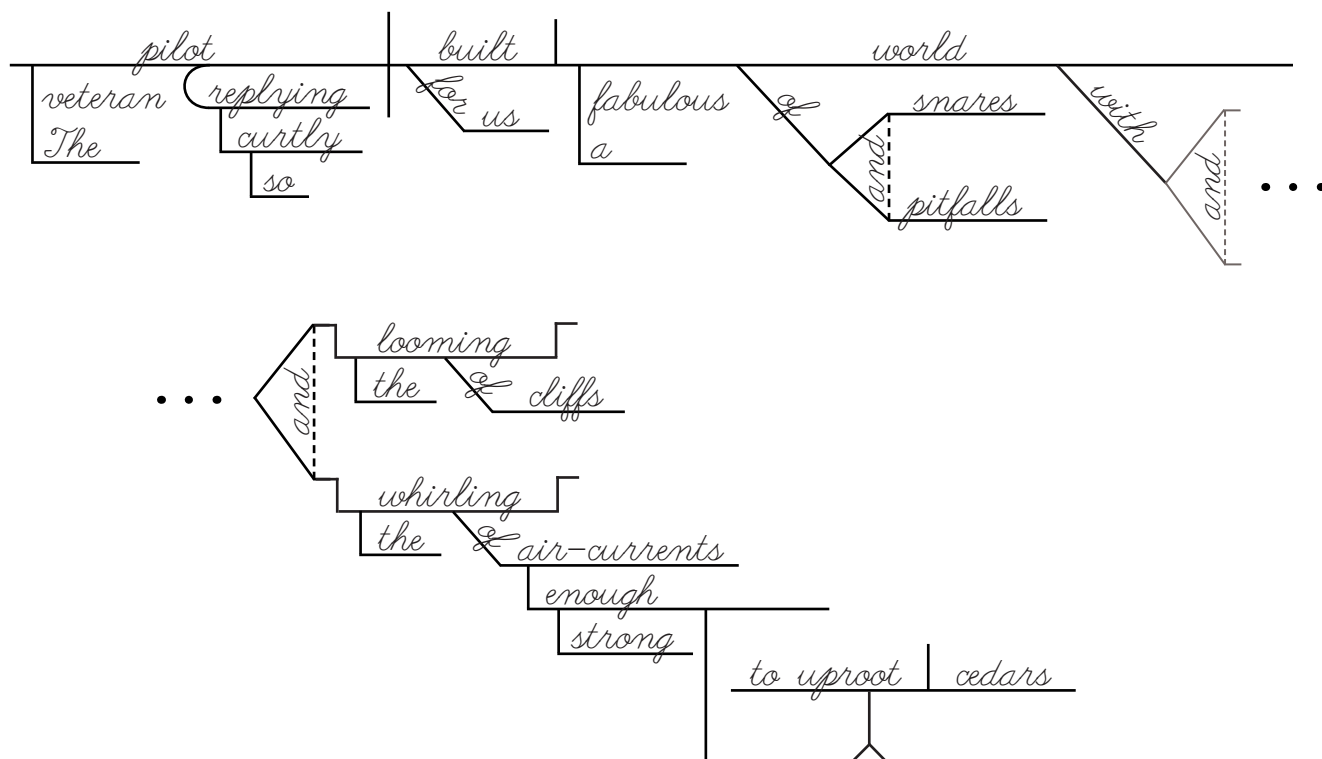 pilot built world
veteran replying for fabulous of with
The curtly us a snares
so and and
pitfalls
looming
the of cliffs
and
whirling
the of air-currents
enough
strong
to uproot cedars